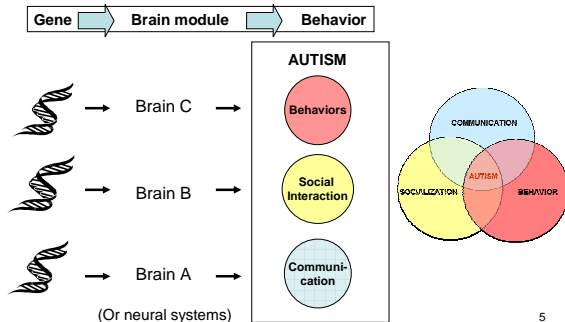 Gene Brain module Behavior
AUTISM
Brain C
Behaviors
Brain B
Social
Interaction
Brain A
Communi-
cation
(Or neural systems)
COMMUNICATION
AUTISM
SOCIALIZATION
BEHAVIOR
5